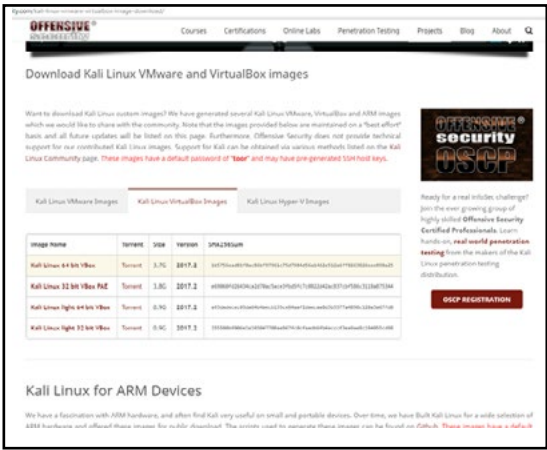 OFFENSIVE®
security
Courses Certifications Online Labs Penetration Testing Projects Blog About
Download Kali Linux VMware and VirtualBox images
Want to download Kali Linux custom images? We have generated several Kali Linux VMware, VirtualBox and ARM images
which we would like to share with the community. Note that the images provided below are maintained on a "best effort"
basis and all future updates will be listed on this page. Furthermore, Offensive Security does not provide technical
support for our contributed Kali Linux images. Support for Kali can be obtained via various methods listed on the Kali
Linux Community page. These images have a default password of "toor" and may have pre-generated SSH host keys.
Kali Linux VMware Images Kali Linux VirtualBox Images Kali Linux Hyper-V Images
Image Name Torrent Size Version SHA256Sum
Kali Linux 64 bit VBox Torrent 2017.2
Kali Linux 32 bit VBox PAE Torrent 2017.2
Kali Linux light 64 bit VBox Torrent 0.9G 2017.2
Kali Linux light 32 bit VBox Torrent 0.9G 2017.2
OFFENSIVE®
security
OSCP
Ready for a real infosec challenge?
Join the ever growing group of
highly skilled Offensive Security
Certified Professionals. Learn
hands-on, real world penetration
testing from the makers of the Kali
Linux penetration testing
distribution.
OSCP REGISTRATION
Kali Linux for ARM Devices
We have a fascination with ARM hardware, and often find Kali very useful on small and portable devices. Over time, we have Built Kali Linux for a wide selection of
ARM hardware and offered these images for public download. The scripts used to generate these images can be found on Github. These images have a default